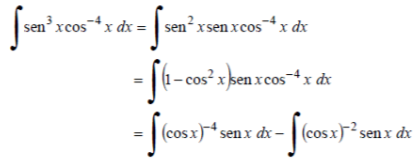 ∫ sen³ x cos⁻⁴ x dx = ∫ sen² x sen x cos⁻⁴ x dx
= ∫ (1 − cos² x) sen x cos⁻⁴ x dx
= ∫ (cos x)⁻⁴ sen x dx − ∫ (cos x)⁻² sen x dx